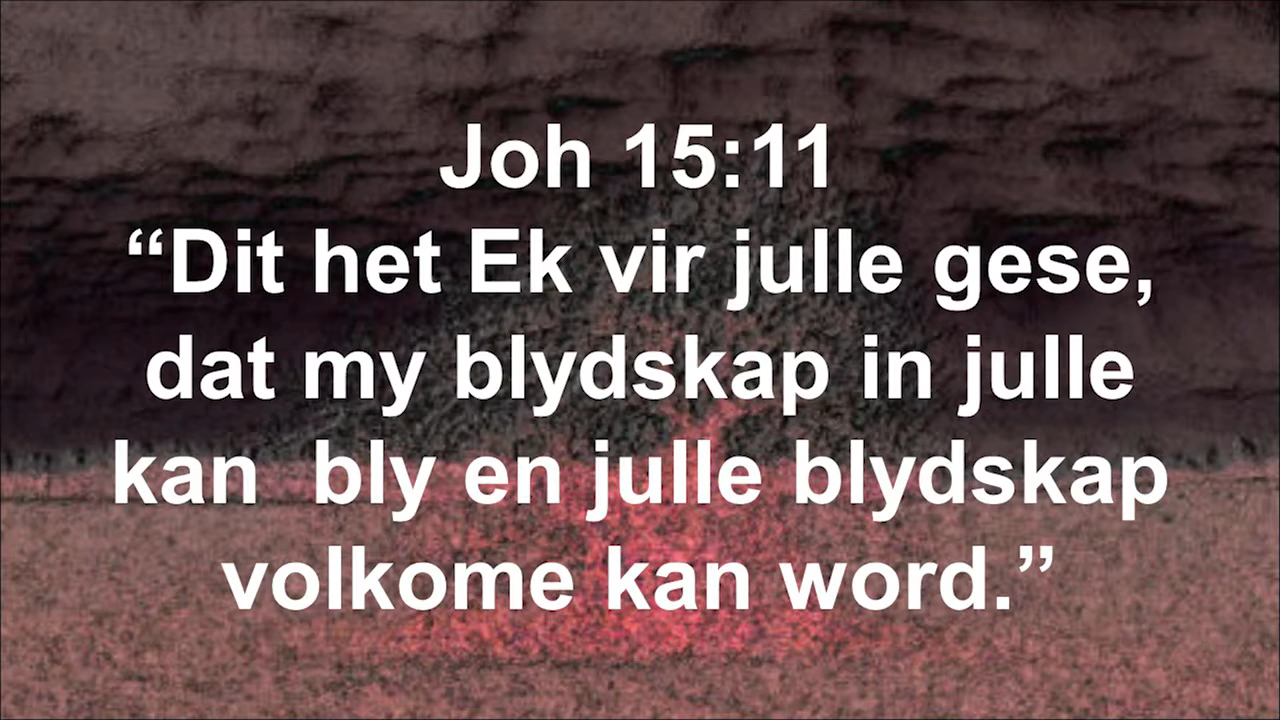 Joh 15:11
“Dit het Ek vir julle gese,
dat my blydskap in julle
kan  bly en julle blydskap
volkome kan word.”